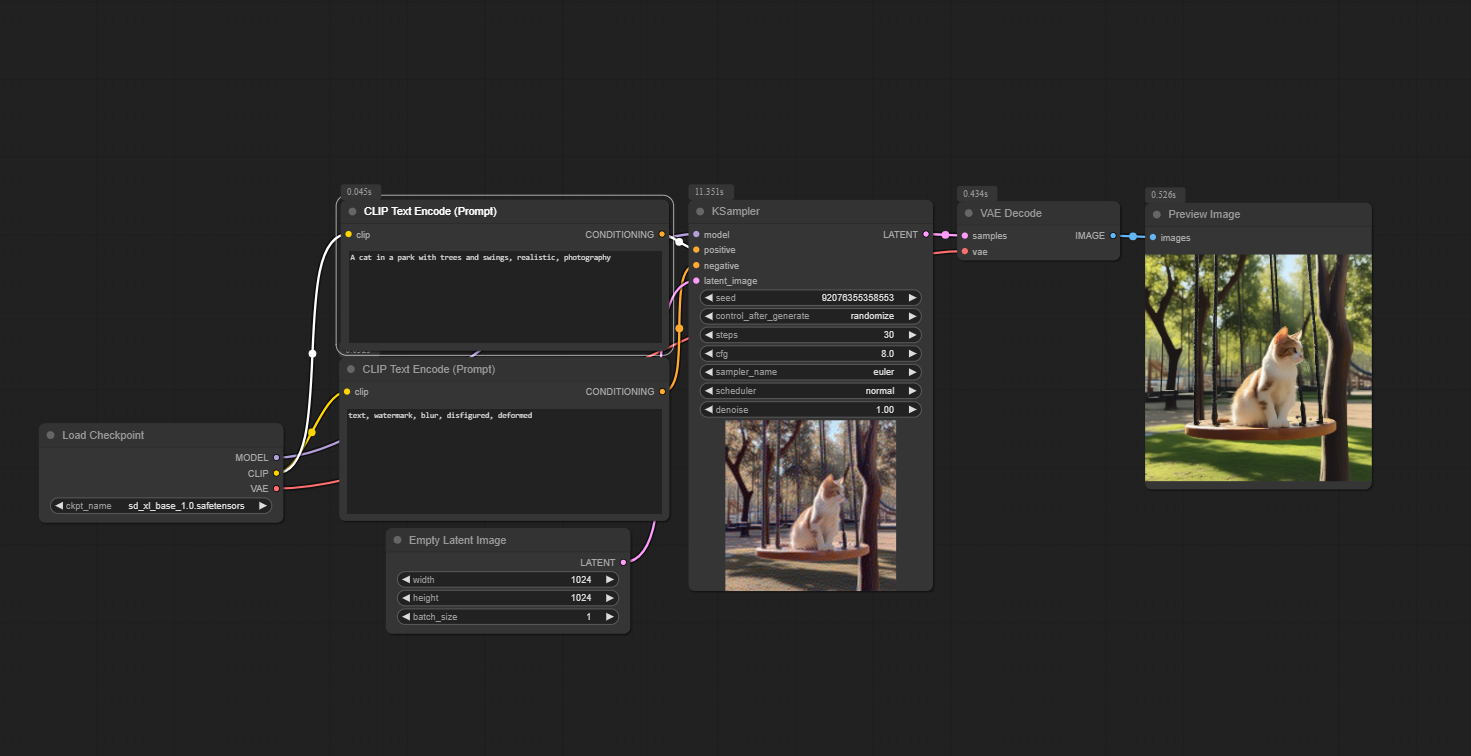 0.045s
CLIP Text Encode (Prompt)
clip
CONDITIONING
A cat in a park with trees and swings, realistic, photography
CLIP Text Encode (Prompt)
clip
CONDITIONING
text, watermark, blur, disfigured, deformed
Load Checkpoint
MODEL
CLIP
VAE
ckpt_name sd_xl_base_1.0.safetensors
Empty Latent Image
LATENT
width 1024
height 1024
batch_size 1
11.351s
KSampler
model LATENT
positive
negative
latent_image
seed 92076355358553
control_after_generate randomize
steps 30
cfg 8.0
sampler_name euler
scheduler normal
denoise 1.00
0.434s
VAE Decode
samples IMAGE
vae
0.526s
Preview Image
images